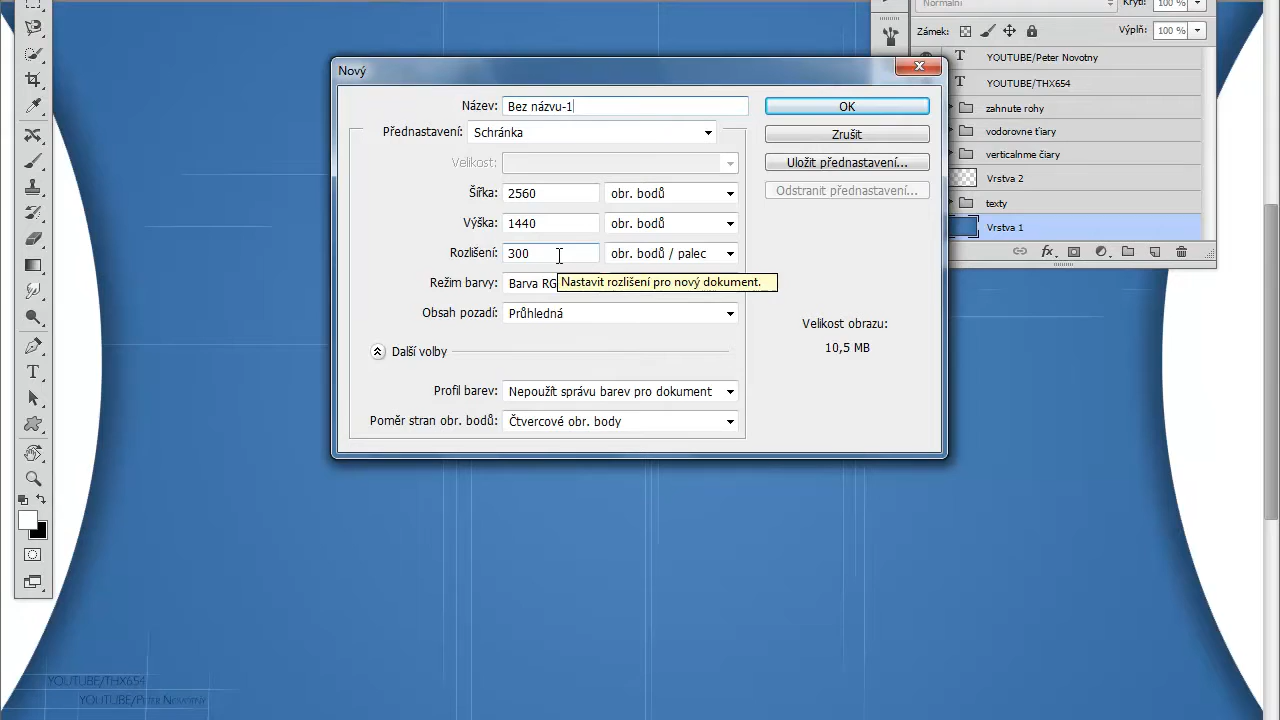 Normální
Krytí: 100 %
Zámek:
Výplň: 100 %
YOUTUBE/Peter Novotny
YOUTUBE/THX654
zahnute rohy
vodorovne ťiary
verticalnme čiary
Vrstva 2
texty
Vrstva 1
fx
Nový
Název: Bez názvu-1
OK
Přednastavení: Schránka
Zrušit
Velikost:
Uložit přednastavení...
Šířka: 2560 obr. bodů
Odstranit přednastavení...
Výška: 1440 obr. bodů
Rozlišení: 300 obr. bodů / palec
Nastavit rozlišení pro nový dokument.
Režim barvy: Barva RG
Obsah pozadí: Průhledná
Velikost obrazu:
10,5 MB
Další volby
Profil barev: Nepoužít správu barev pro dokument
Poměr stran obr. bodů: Čtvercové obr. body
YOUTUBE/THX654
YOUTUBE/Peter Novotny